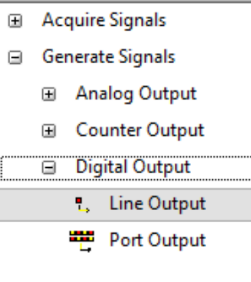 Acquire Signals
Generate Signals
Analog Output
Counter Output
Digital Output
Line Output
Port Output